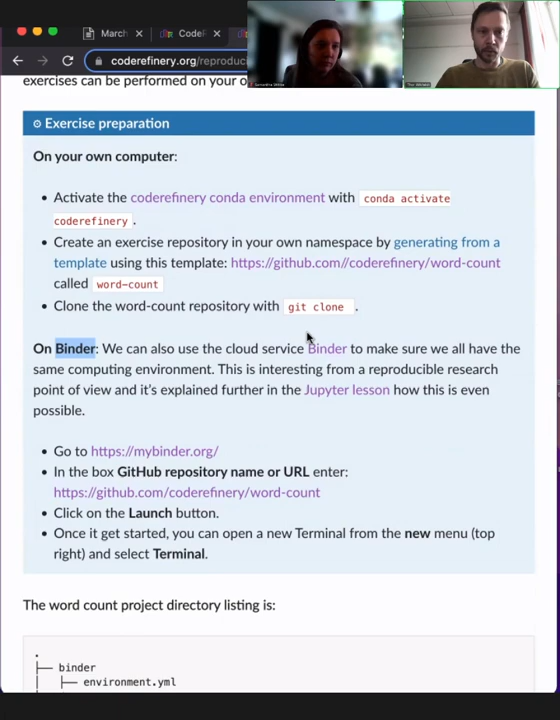 March
CodeF
coderefinery.org/reproduci
exercises can be performed on your o
Exercise preparation
On your own computer:
• Activate the coderefinery conda environment with conda activate
coderefinery .
• Create an exercise repository in your own namespace by generating from a
template using this template: https://github.com//coderefinery/word-count
called word-count
• Clone the word-count repository with git clone .
On Binder: We can also use the cloud service Binder to make sure we all have the
same computing environment. This is interesting from a reproducible research
point of view and it's explained further in the Jupyter lesson how this is even
possible.
• Go to https://mybinder.org/
• In the box GitHub repository name or URL enter:
https://github.com/coderefinery/word-count
• Click on the Launch button.
• Once it get started, you can open a new Terminal from the new menu (top
right) and select Terminal.
The word count project directory listing is:
.
├── binder
│ ├── environment.yml